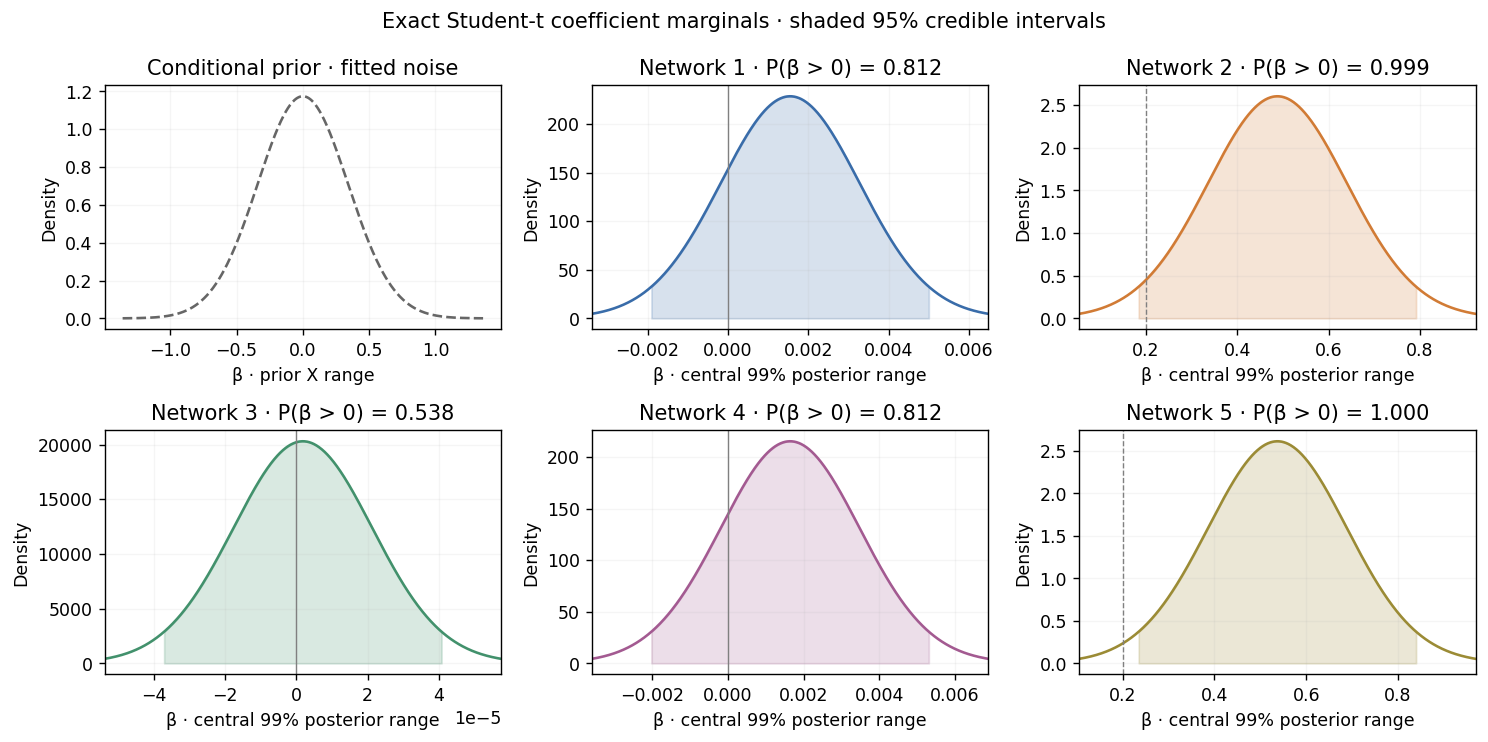 Exact Student-t coefficient marginals · shaded 95% credible intervals
Conditional prior · fitted noise
1.2
1.0
0.8
0.6
0.4
0.2
0.0
Density
−1.0 −0.5 0.0 0.5 1.0
β · prior X range
Network 1 · P(β > 0) = 0.812
200
150
100
50
0
Density
−0.002 0.000 0.002 0.004 0.006
β · central 99% posterior range
Network 2 · P(β > 0) = 0.999
2.5
2.0
1.5
1.0
0.5
0.0
Density
0.2 0.4 0.6 0.8
β · central 99% posterior range
Network 3 · P(β > 0) = 0.538
20000
15000
10000
5000
0
Density
−4 −2 0 2 4
β · central 99% posterior range 1e−5
Network 4 · P(β > 0) = 0.812
200
150
100
50
0
Density
−0.002 0.000 0.002 0.004 0.006
β · central 99% posterior range
Network 5 · P(β > 0) = 1.000
2.5
2.0
1.5
1.0
0.5
0.0
Density
0.2 0.4 0.6 0.8
β · central 99% posterior range